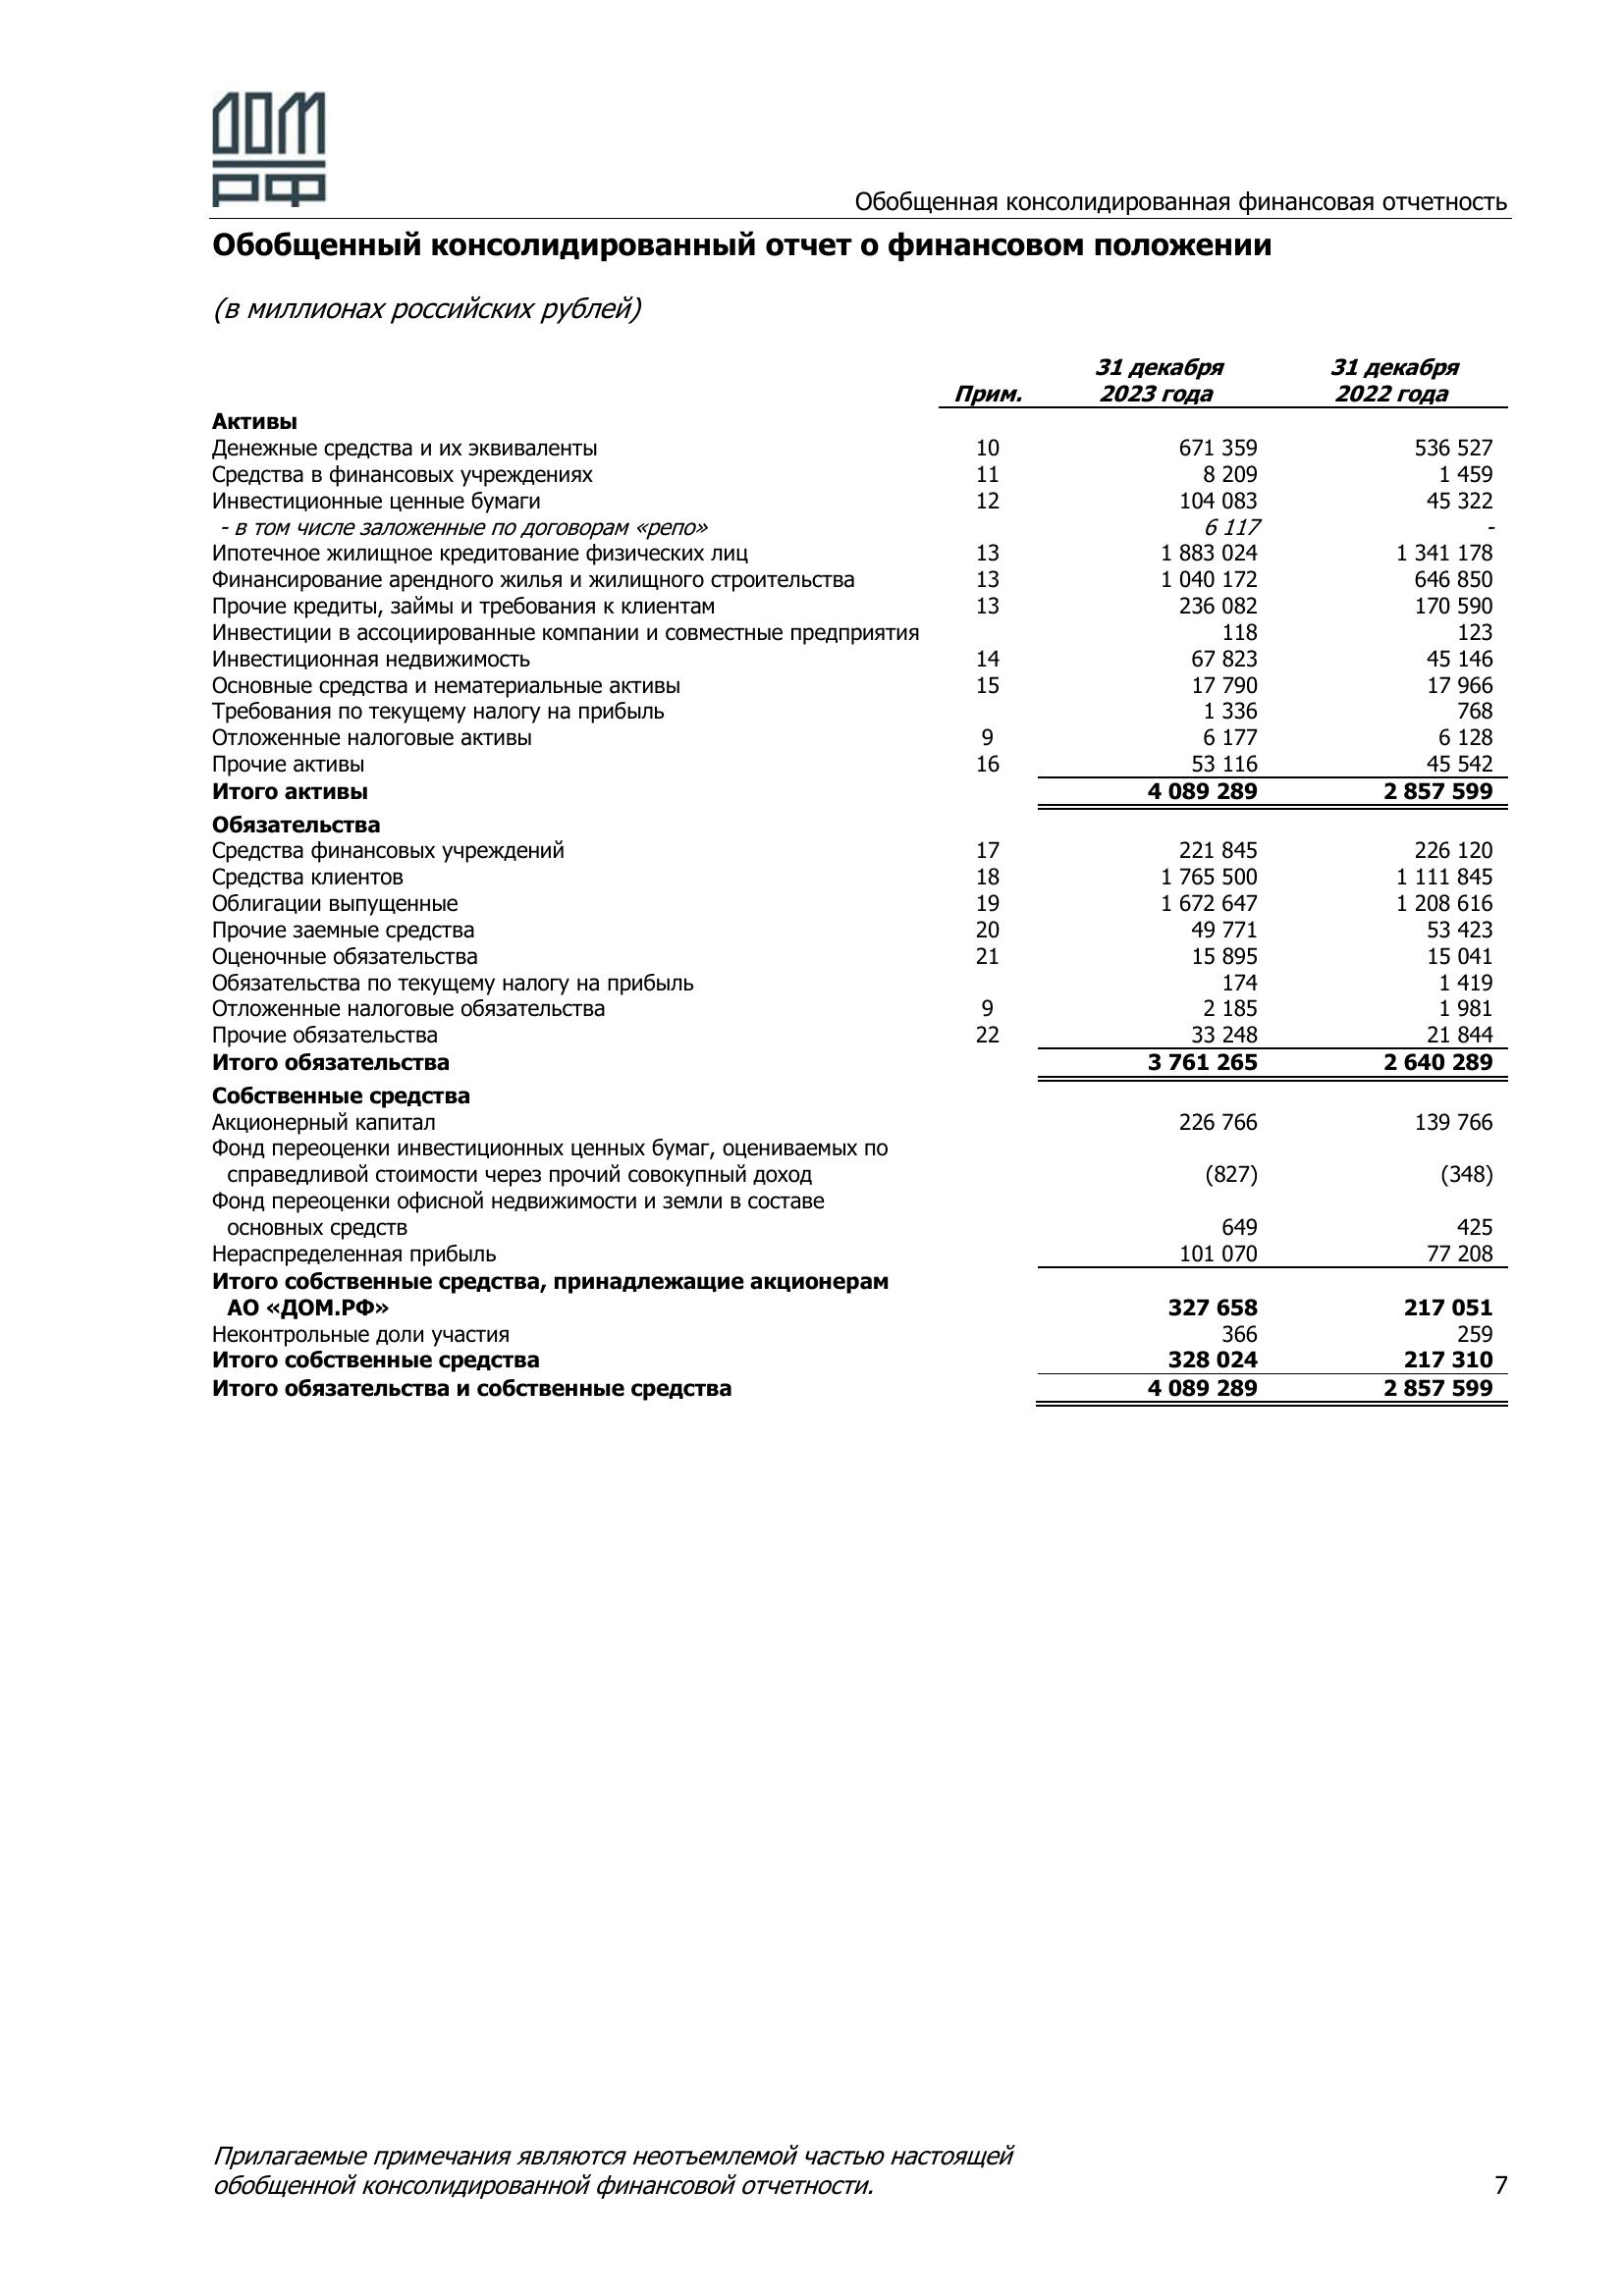 ДОМ
РФ
Обобщенная консолидированная финансовая отчетность
Обобщенный консолидированный отчет о финансовом положении
(в миллионах российских рублей)
31 декабря 31 декабря
Прим. 2023 года 2022 года
Активы
Денежные средства и их эквиваленты 10 671 359 536 527
Средства в финансовых учреждениях 11 8 209 1 459
Инвестиционные ценные бумаги 12 104 083 45 322
- в том числе заложенные по договорам «репо» 6 117 -
Ипотечное жилищное кредитование физических лиц 13 1 883 024 1 341 178
Финансирование арендного жилья и жилищного строительства 13 1 040 172 646 850
Прочие кредиты, займы и требования к клиентам 13 236 082 170 590
Инвестиции в ассоциированные компании и совместные предприятия 118 123
Инвестиционная недвижимость 14 67 823 45 146
Основные средства и нематериальные активы 15 17 790 17 966
Требования по текущему налогу на прибыль 1 336 768
Отложенные налоговые активы 9 6 177 6 128
Прочие активы 16 53 116 45 542
Итого активы 4 089 289 2 857 599
Обязательства
Средства финансовых учреждений 17 221 845 226 120
Средства клиентов 18 1 765 500 1 111 845
Облигации выпущенные 19 1 672 647 1 208 616
Прочие заемные средства 20 49 771 53 423
Оценочные обязательства 21 15 895 15 041
Обязательства по текущему налогу на прибыль 174 1 419
Отложенные налоговые обязательства 9 2 185 1 981
Прочие обязательства 22 33 248 21 844
Итого обязательства 3 761 265 2 640 289
Собственные средства
Акционерный капитал 226 766 139 766
Фонд переоценки инвестиционных ценных бумаг, оцениваемых по
справедливой стоимости через прочий совокупный доход (827) (348)
Фонд переоценки офисной недвижимости и земли в составе
основных средств 649 425
Нераспределенная прибыль 101 070 77 208
Итого собственные средства, принадлежащие акционерам
АО «ДОМ.РФ» 327 658 217 051
Неконтрольные доли участия 366 259
Итого собственные средства 328 024 217 310
Итого обязательства и собственные средства 4 089 289 2 857 599
Прилагаемые примечания являются неотъемлемой частью настоящей
обобщенной консолидированной финансовой отчетности. 7